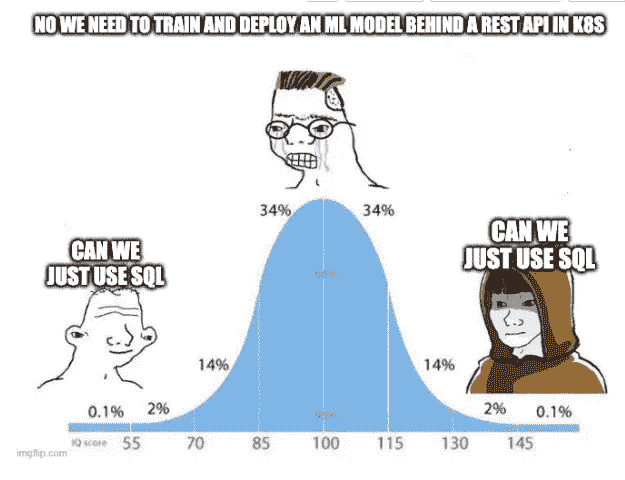 NO WE NEED TO TRAIN AND DEPLOY AN ML MODEL BEHIND A REST API IN K8S
34% 34%
CAN WE
JUST USE SQL
CAN WE
JUST USE SQL
14% 14%
0.1% 2% 2% 0.1%
IQ score 55 70 85 100 115 130 145
imgflip.com